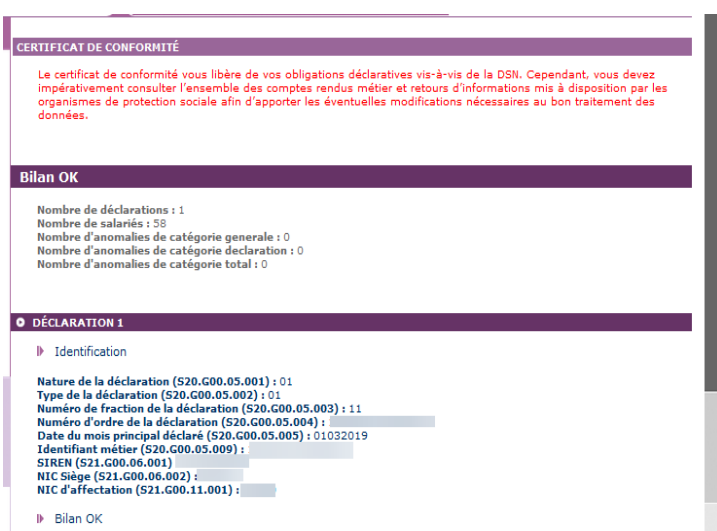 CERTIFICAT DE CONFORMITÉ
Le certificat de conformité vous libère de vos obligations déclaratives vis-à-vis de la DSN. Cependant, vous devez
impérativement consulter l'ensemble des comptes rendus métier et retours d'informations mis à disposition par les
organismes de protection sociale afin d'apporter les éventuelles modifications nécessaires au bon traitement des
données.
Bilan OK
Nombre de déclarations : 1
Nombre de salariés : 58
Nombre d'anomalies de catégorie generale : 0
Nombre d'anomalies de catégorie declaration : 0
Nombre d'anomalies de catégorie total : 0
DÉCLARATION 1
Identification
Nature de la déclaration (S20.G00.05.001) : 01
Type de la déclaration (S20.G00.05.002) : 01
Numéro de fraction de la déclaration (S20.G00.05.003) : 11
Numéro d'ordre de la déclaration (S20.G00.05.004) :
Date du mois principal déclaré (S20.G00.05.005) : 01032019
Identifiant métier (S20.G00.05.009) :
SIREN (S21.G00.06.001)
NIC Siège (S21.G00.06.002) :
NIC d'affectation (S21.G00.11.001) :
Bilan OK